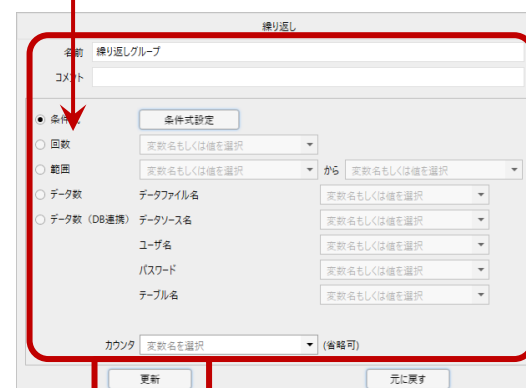 繰り返し
名前 繰り返しグループ
コメント
条件式 条件式設定
回数 変数名もしくは値を選択
範囲 変数名もしくは値を選択 から 変数名もしくは値を選択
データ数 データファイル名 変数名もしくは値を選択
データ数（DB連携） データソース名 変数名もしくは値を選択
ユーザ名 変数名もしくは値を選択
パスワード 変数名もしくは値を選択
テーブル名 変数名もしくは値を選択
カウンタ 変数名を選択 (省略可)
更新 元に戻す